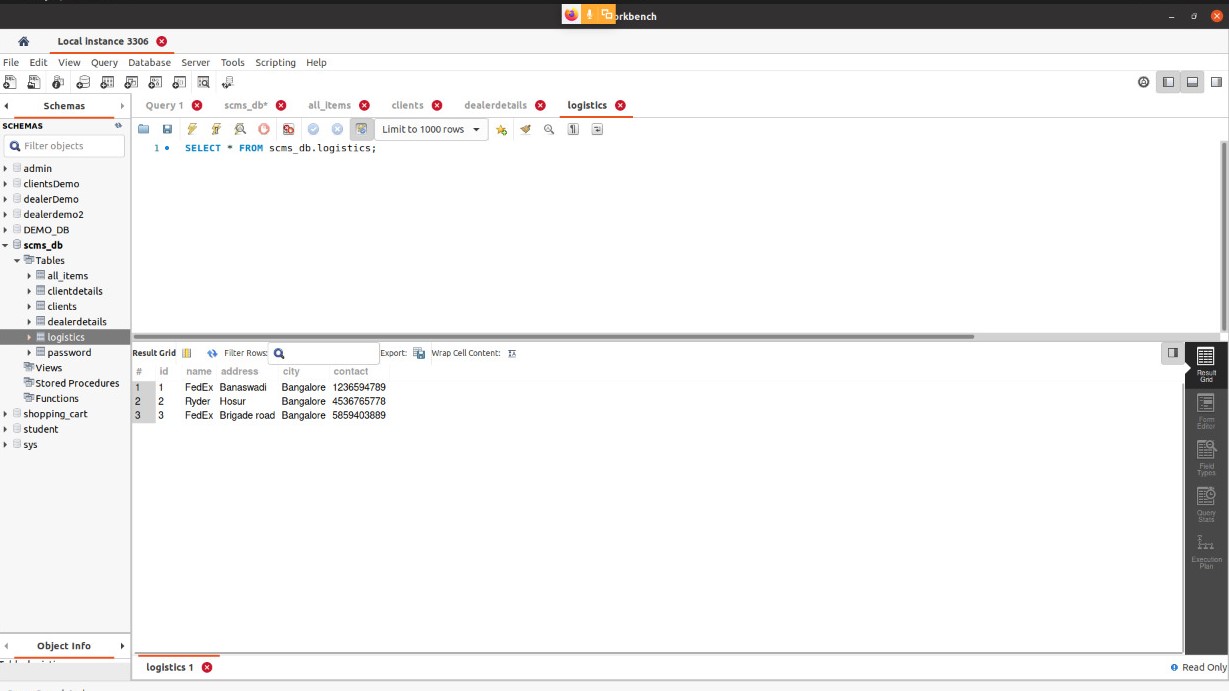 orkbench
Local instance 3306
File Edit View Query Database Server Tools Scripting Help
Schemas
Query 1 scms_db* all_items clients dealerdetails logistics
SCHEMAS
Filter objects
Limit to 1000 rows
1 SELECT * FROM scms_db.logistics;
admin
clientsDemo
dealerDemo
dealerdemo2
DEMO_DB
scms_db
Tables
all_items
clientdetails
clients
dealerdetails
logistics
password
Views
Stored Procedures
Functions
shopping_cart
student
sys
Result Grid Filter Rows: Export: Wrap Cell Content:
# id name address city contact
1 1 FedEx Banaswadi Bangalore 1236594789
2 2 Ryder Hosur Bangalore 4536765778
3 3 FedEx Brigade road Bangalore 5859403889
Result
Grid
Form
Editor
Field
Types
Query
Stats
Execution
Plan
Object Info
logistics 1
Read Only